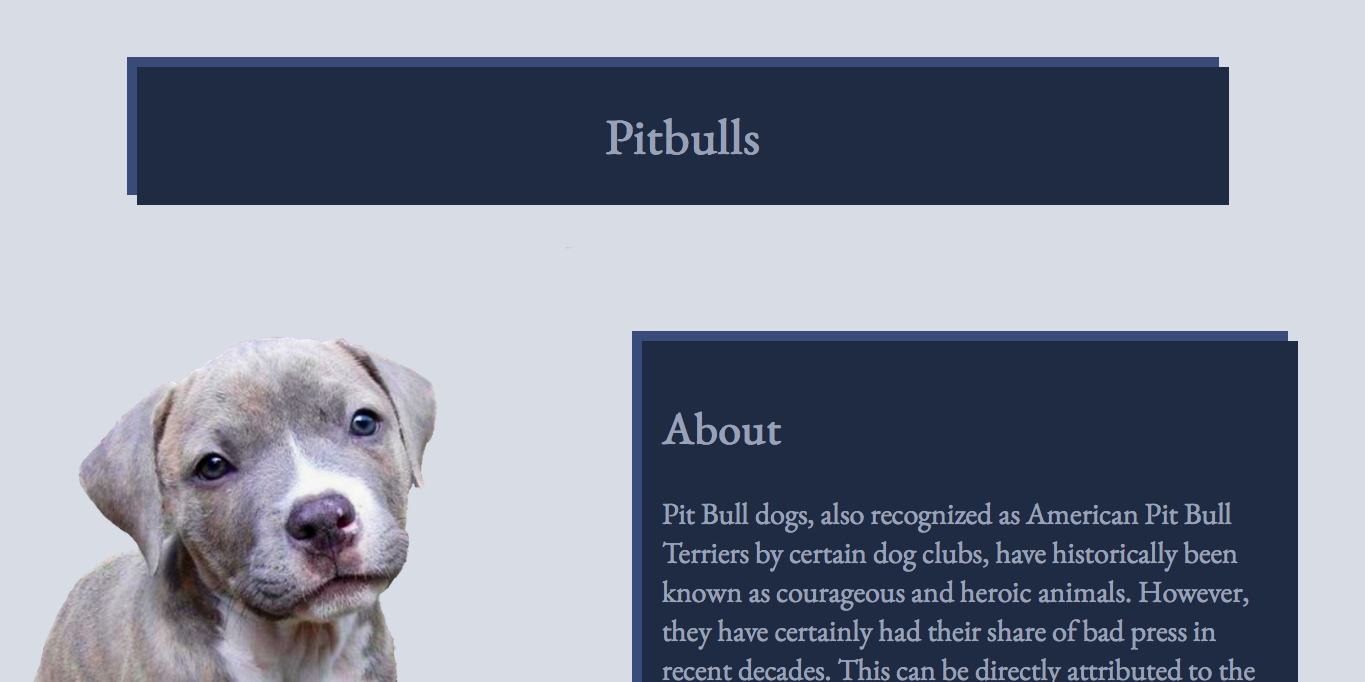 Pitbulls
About
Pit Bull dogs, also recognized as American Pit Bull
Terriers by certain dog clubs, have historically been
known as courageous and heroic animals. However,
they have certainly had their share of bad press in
recent decades. This can be directly attributed to the